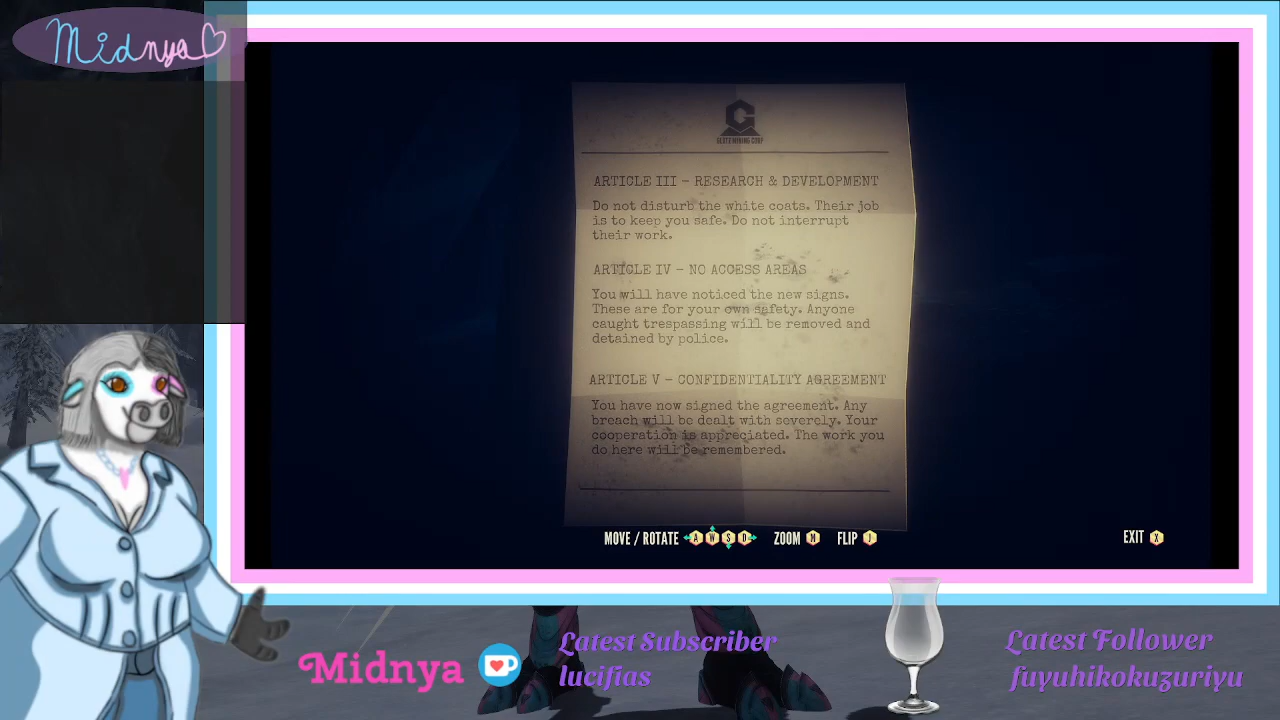 Midnya
GLUTE MINING CORP
ARTICLE III - RESEARCH & DEVELOPMENT
Do not disturb the white coats. Their job
is to keep you safe. Do not interrupt
their work.
ARTICLE IV - NO ACCESS AREAS
You will have noticed the new signs.
These are for your own safety. Anyone
caught trespassing will be removed and
detained by police.
ARTICLE V - CONFIDENTIALITY AGREEMENT
You have now signed the agreement. Any
breach will be dealt with severely. Your
cooperation is appreciated. The work you
do here will be remembered.
MOVE / ROTATE A W S D ZOOM M FLIP J
EXIT X
Midnya
Latest Subscriber
lucifias
Latest Follower
fuyuhikokuzuriyu